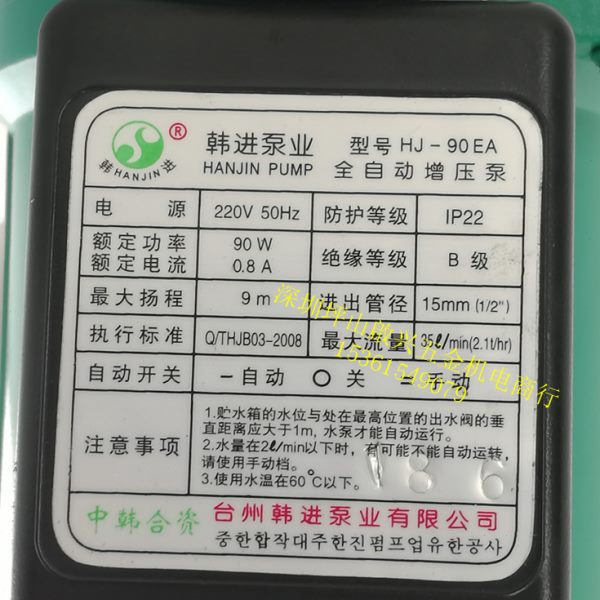 韩HANJIN进 ®
韩进泵业 型号 HJ-90EA
HANJIN PUMP 全自动增压泵
电 源 220V 50Hz 防护等级 IP22
额定功率 90 W 绝缘等级 B 级
额定电流 0.8 A
最大扬程 9 m 进出管径 15mm (1/2")
执行标准 Q/THJB03-2008 最大流量 35ℓ/min(2.1t/hr)
自动开关 - 自动 ○ 关 = 手动
注意事项
1.贮水箱的水位与处在最高位置的出水阀的垂
直距离应大于1m, 水泵才能自动运行。
2.水量在2ℓ/min以下时, 有可能不能自动运转,
请使用手动档。
3.使用水温在60℃以下。
18 6
中韩合资 台州韩进泵业有限公司
중한합작대주한진펌프업유한공사
深圳坪山啟兴五金机电商行
15361549079